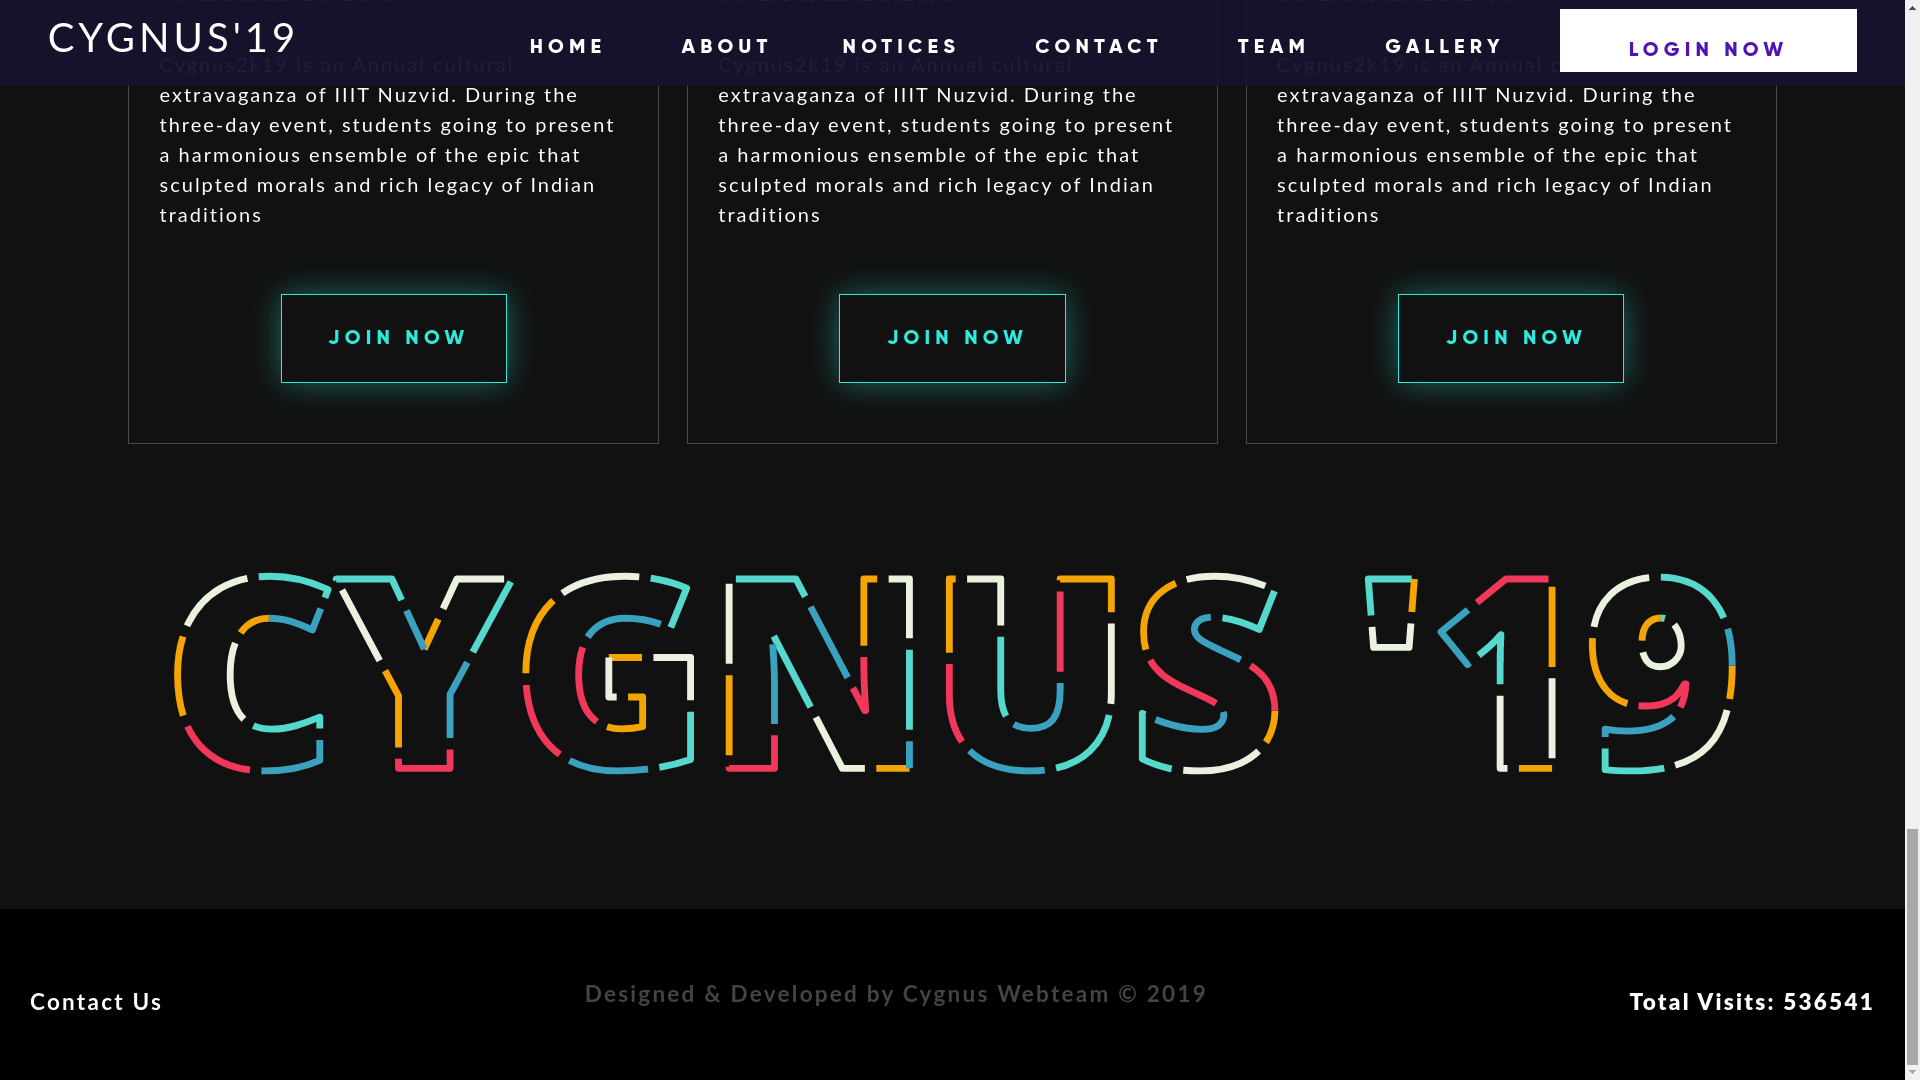 CYGNUS'19
HOME
ABOUT
NOTICES
CONTACT
TEAM
GALLERY
LOGIN NOW
Cygnus2k19 is an Annual cultural
extravaganza of IIIT Nuzvid. During the
three-day event, students going to present
a harmonious ensemble of the epic that
sculpted morals and rich legacy of Indian
traditions
JOIN NOW
Cygnus2k19 is an Annual cultural
extravaganza of IIIT Nuzvid. During the
three-day event, students going to present
a harmonious ensemble of the epic that
sculpted morals and rich legacy of Indian
traditions
JOIN NOW
Cygnus2k19 is an Annual
extravaganza of IIIT Nuzvid. During the
three-day event, students going to present
a harmonious ensemble of the epic that
sculpted morals and rich legacy of Indian
traditions
JOIN NOW
CYGNUS '19
Contact Us
Designed & Developed by Cygnus Webteam © 2019
Total Visits: 536541